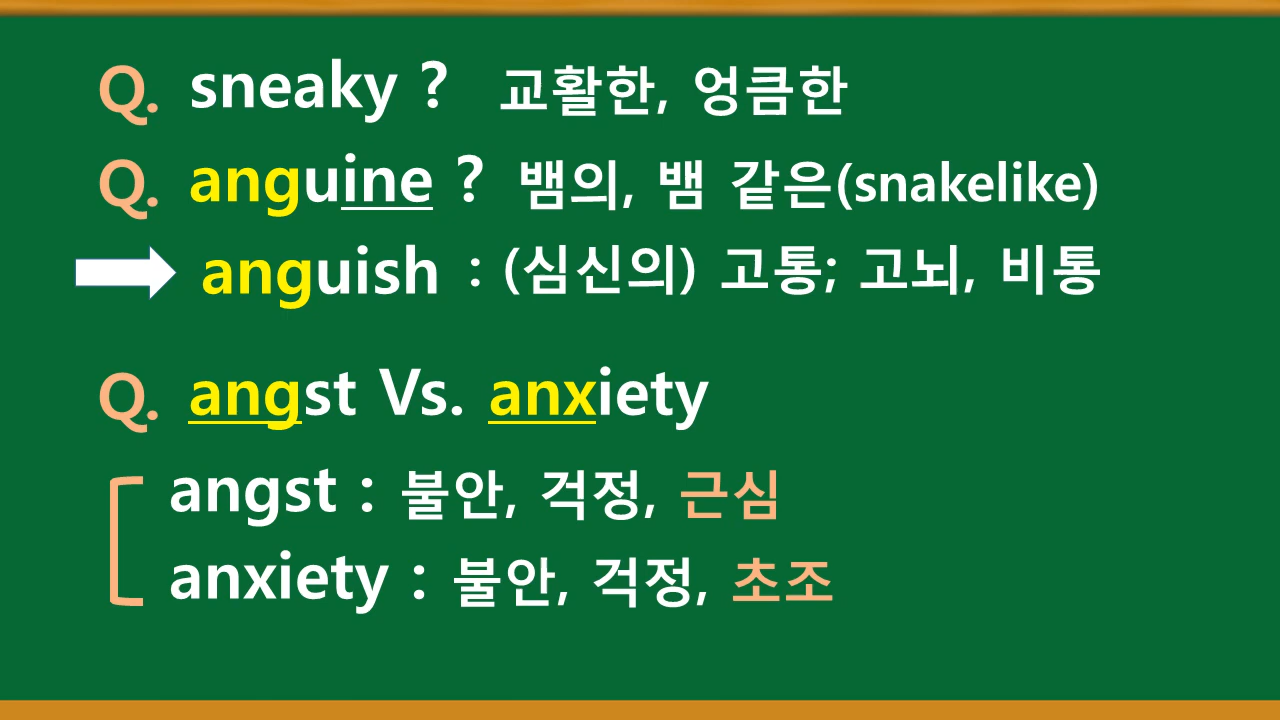 Q. sneaky ? 교활한, 엉큼한
Q. anguine ? 뱀의, 뱀 같은(snakelike)
anguish : (심신의) 고통; 고뇌, 비통
Q. angst Vs. anxiety
angst : 불안, 걱정, 근심
anxiety : 불안, 걱정, 초조